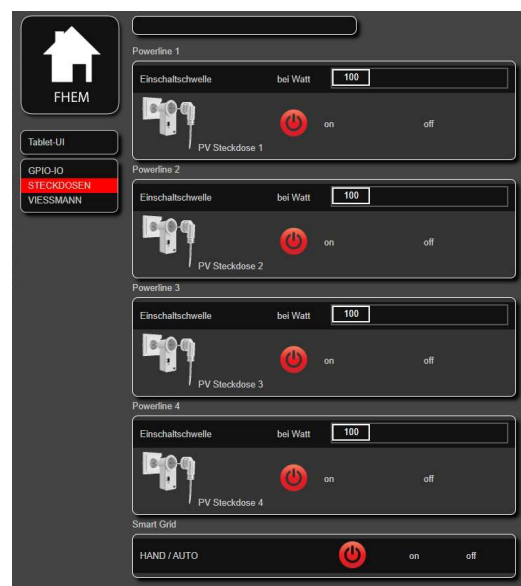 FHEM
Tablet-UI
GPIO-IO
STECKDOSEN
VIESSMANN
Powerline 1
Einschaltschwelle bei Watt 100
on off
PV Steckdose 1
Powerline 2
Einschaltschwelle bei Watt 100
on off
PV Steckdose 2
Powerline 3
Einschaltschwelle bei Watt 100
on off
PV Steckdose 3
Powerline 4
Einschaltschwelle bei Watt 100
on off
PV Steckdose 4
Smart Grid
HAND / AUTO on off